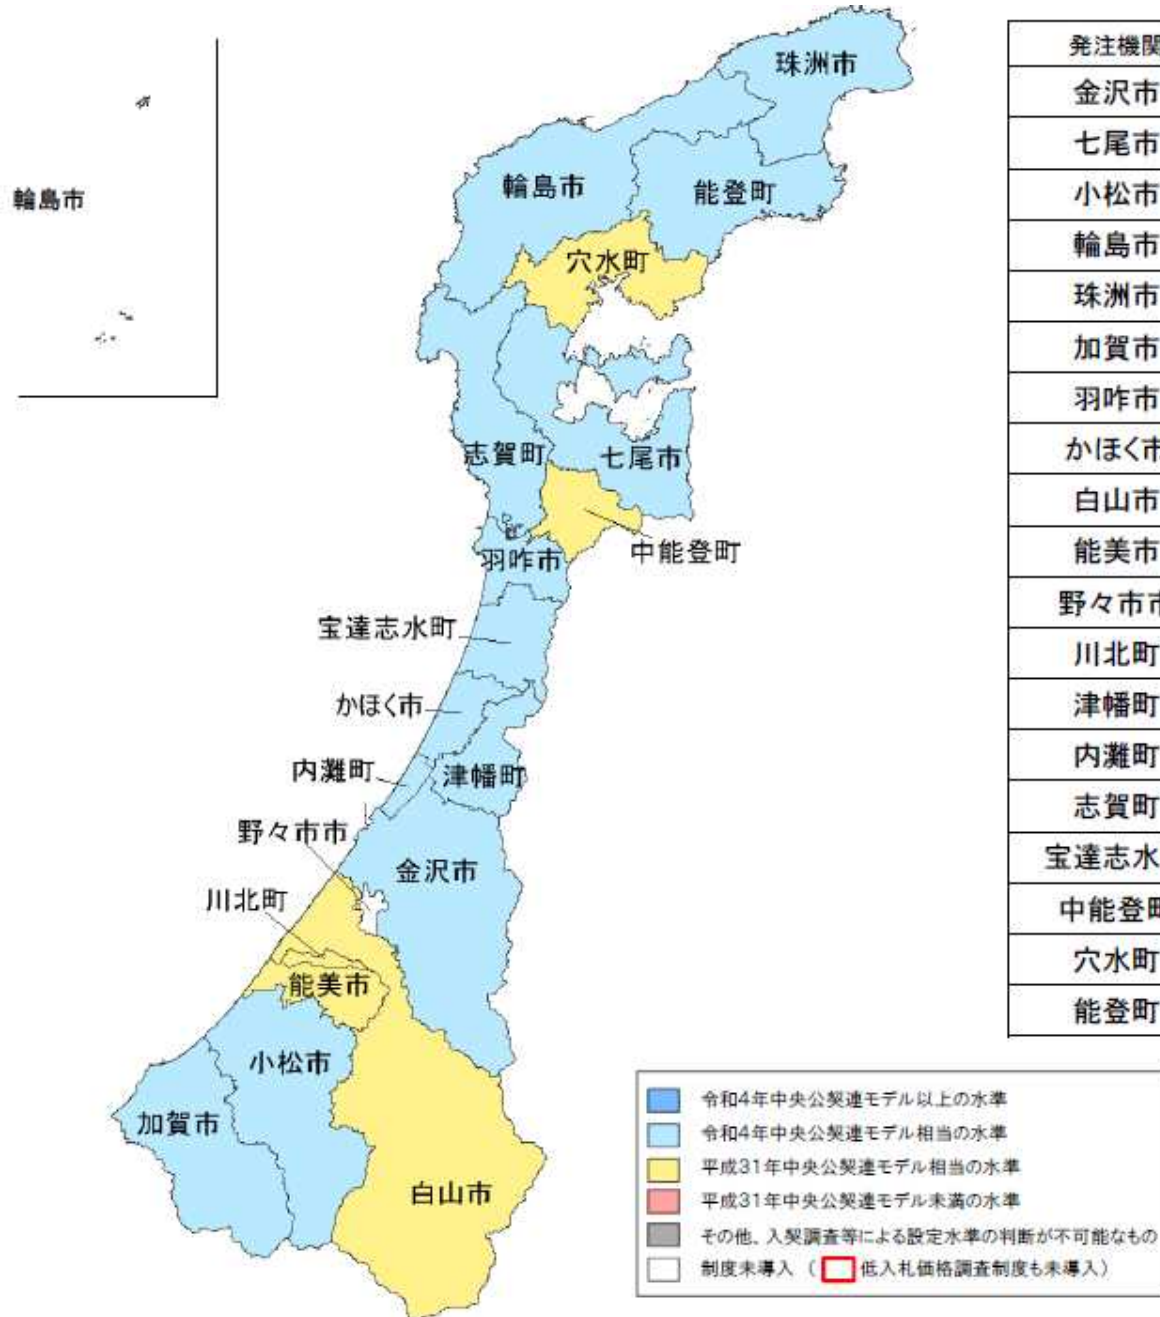 輪島市
珠洲市
輪島市
能登町
穴水町
志賀町
七尾市
中能登町
羽咋市
宝達志水町
かほく市
内灘町
津幡町
野々市市
金沢市
川北町
能美市
小松市
加賀市
白山市
発注機関
金沢市
七尾市
小松市
輪島市
珠洲市
加賀市
羽咋市
かほく市
白山市
能美市
野々市市
川北町
津幡町
内灘町
志賀町
宝達志水
中能登町
穴水町
能登町
令和4年中央公契連モデル以上の水準
令和4年中央公契連モデル相当の水準
平成31年中央公契連モデル相当の水準
平成31年中央公契連モデル未満の水準
その他、入契調査等による設定水準の判断が不可能なもの
制度未導入 ( 低入札価格調査制度も未導入)